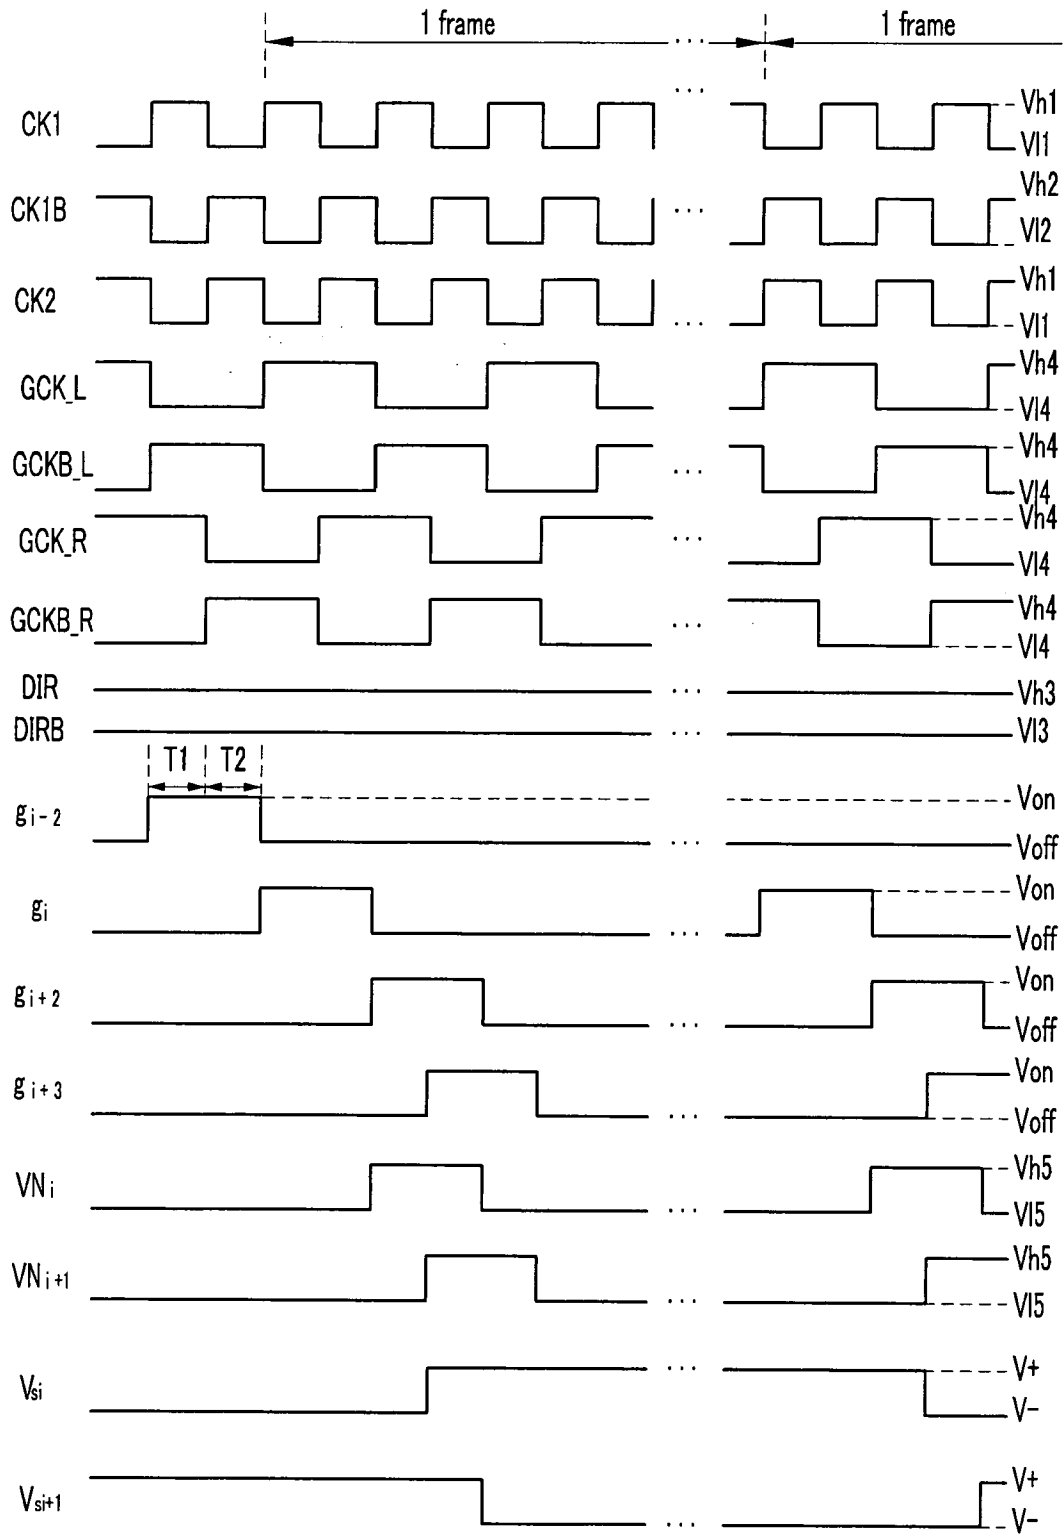 1 frame ... 1 frame
...
CK1 Vh1
Vl1
CK1B ... Vh2
Vl2
CK2 ... Vh1
Vl1
GCK_L Vh4
Vl4
GCKB_L ... Vh4
Vl4
GCK_R ... Vh4
Vl4
GCKB_R ... Vh4
Vl4
DIR ... Vh3
DIRB ... Vl3
T1 T2
gi-2 ... Von
Voff
gi ... Von
Voff
gi+2 ... Von
Voff
gi+3 ... Von
Voff
VNi ... Vh5
Vl5
VNi+1 ... Vh5
Vl5
Vsi ... V+
V-
Vsi+1 ... V+
V-